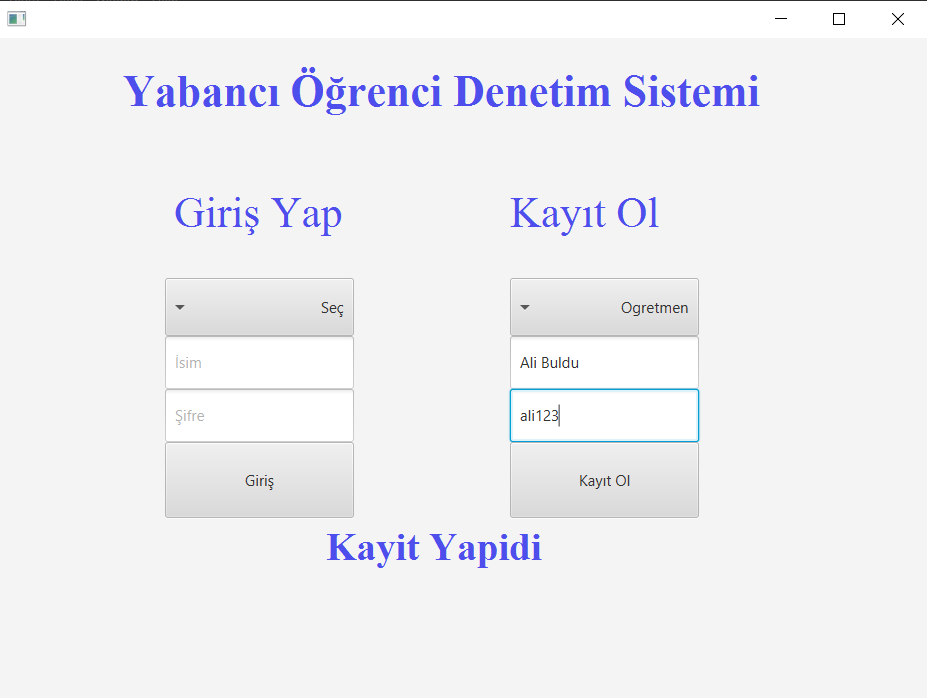 Yabancı Öğrenci Denetim Sistemi
Giriş Yap
Kayıt Ol
Seç
Ogretmen
İsim
Ali Buldu
Şifre
ali123
Giriş
Kayıt Ol
Kayit Yapidi